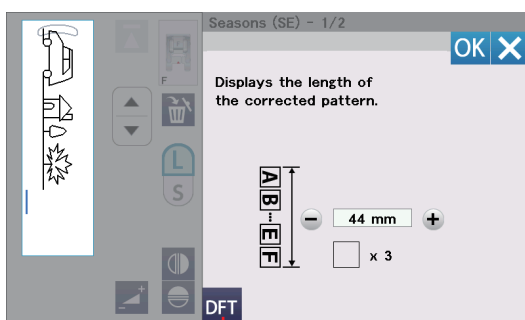 Seasons (SE) - 1/2
OK
Displays the length of
the corrected pattern.
F
L
S
A
B
E
F
44 mm
x 3
DFT